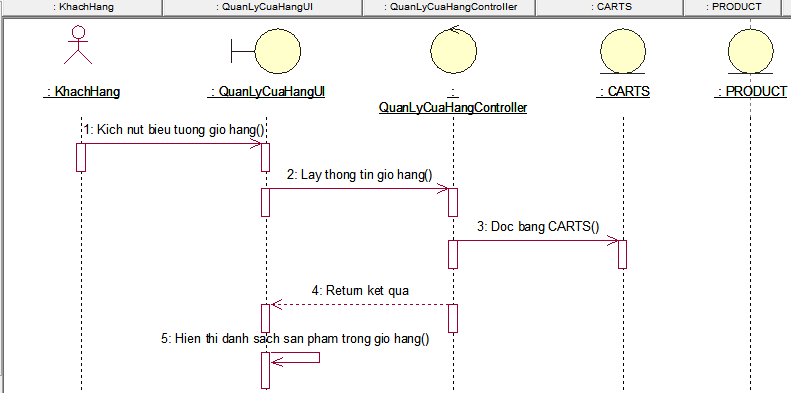 : KhachHang
: QuanLyCuaHangUI
: QuanLyCuaHangController
: CARTS
: PRODUCT
: KhachHang
: QuanLyCuaHangUI
:
QuanLyCuaHangController
: CARTS
: PRODUCT
1: Kich nut bieu tuong gio hang()
2: Lay thong tin gio hang()
3: Doc bang CARTS()
4: Return ket qua
5: Hien thi danh sach san pham trong gio hang()